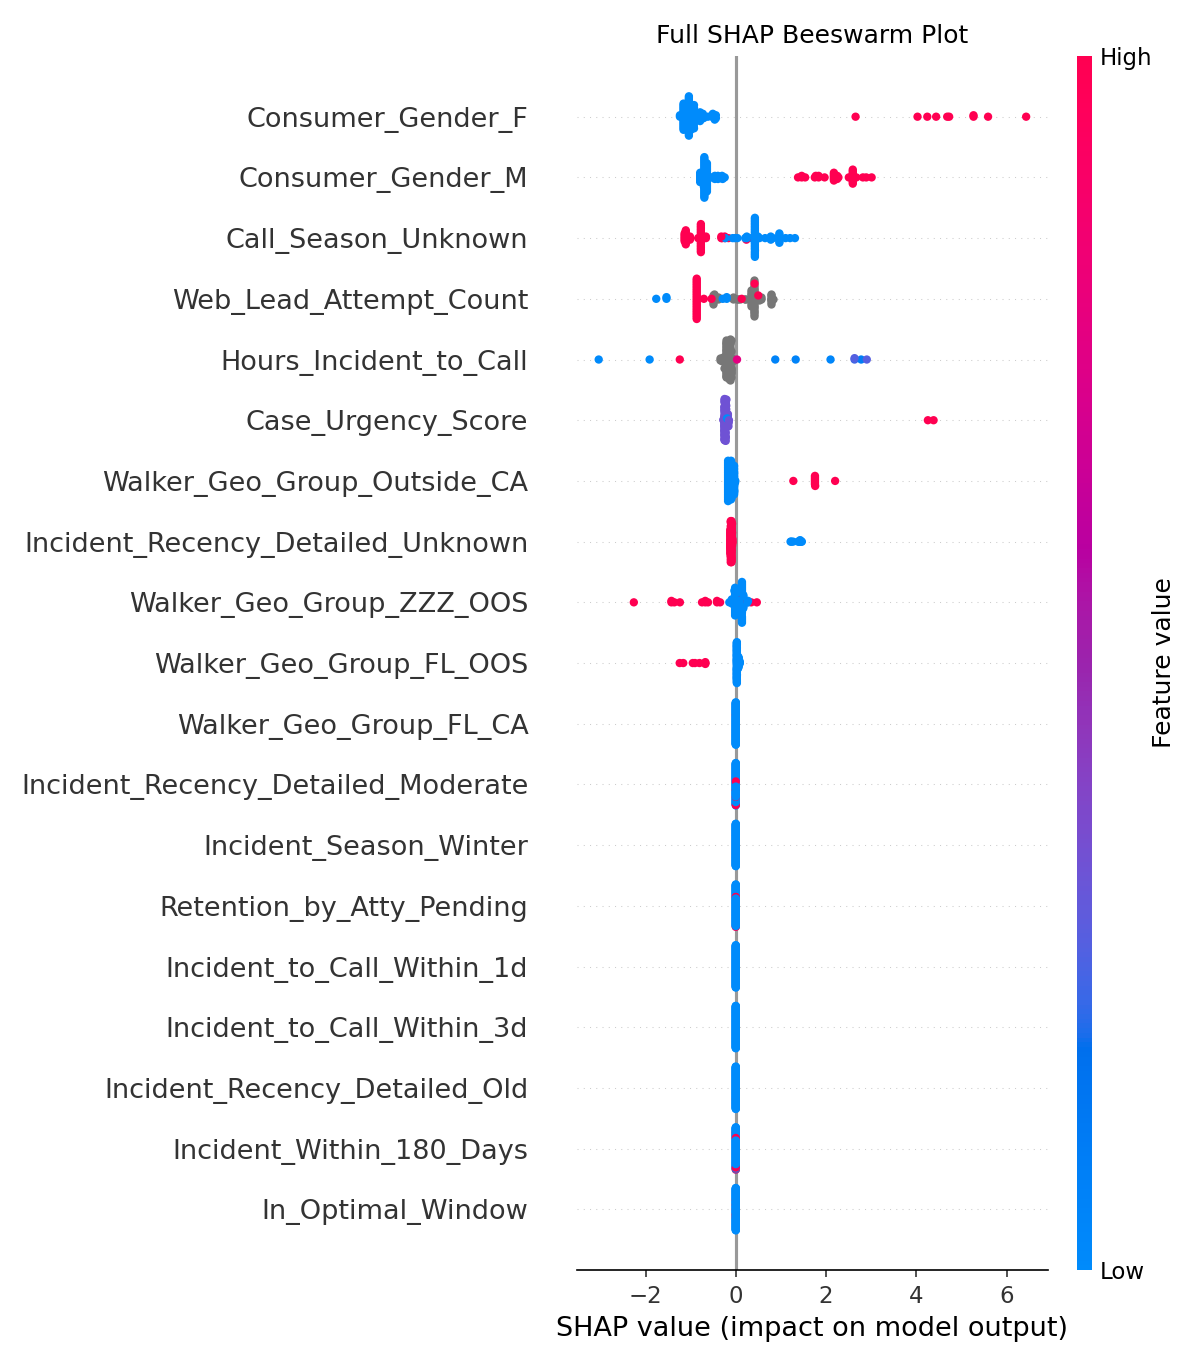 Full SHAP Beeswarm Plot
High
Consumer_Gender_F
Consumer_Gender_M
Call_Season_Unknown
Web_Lead_Attempt_Count
Hours_Incident_to_Call
Case_Urgency_Score
Walker_Geo_Group_Outside_CA
Incident_Recency_Detailed_Unknown
Walker_Geo_Group_ZZZ_OOS
Walker_Geo_Group_FL_OOS
Walker_Geo_Group_FL_CA
Incident_Recency_Detailed_Moderate
Incident_Season_Winter
Retention_by_Atty_Pending
Incident_to_Call_Within_1d
Incident_to_Call_Within_3d
Incident_Recency_Detailed_Old
Incident_Within_180_Days
In_Optimal_Window
Feature value
Low
−2 0 2 4 6
SHAP value (impact on model output)